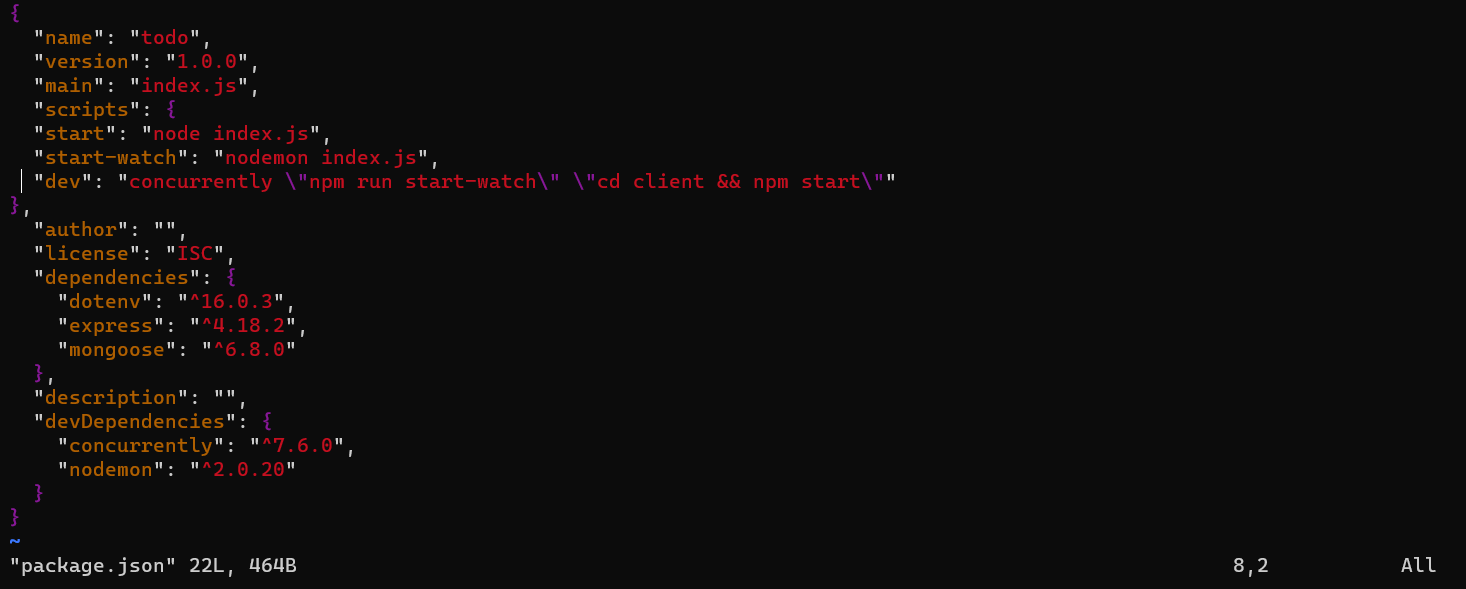 {
  "name": "todo",
  "version": "1.0.0",
  "main": "index.js",
  "scripts": {
  "start": "node index.js",
  "start-watch": "nodemon index.js",
  "dev": "concurrently \"npm run start-watch\" \"cd client && npm start\""
},
  "author": "",
  "license": "ISC",
  "dependencies": {
    "dotenv": "^16.0.3",
    "express": "^4.18.2",
    "mongoose": "^6.8.0"
  },
  "description": "",
  "devDependencies": {
    "concurrently": "^7.6.0",
    "nodemon": "^2.0.20"
  }
}
~
"package.json" 22L, 464B 8,2 All